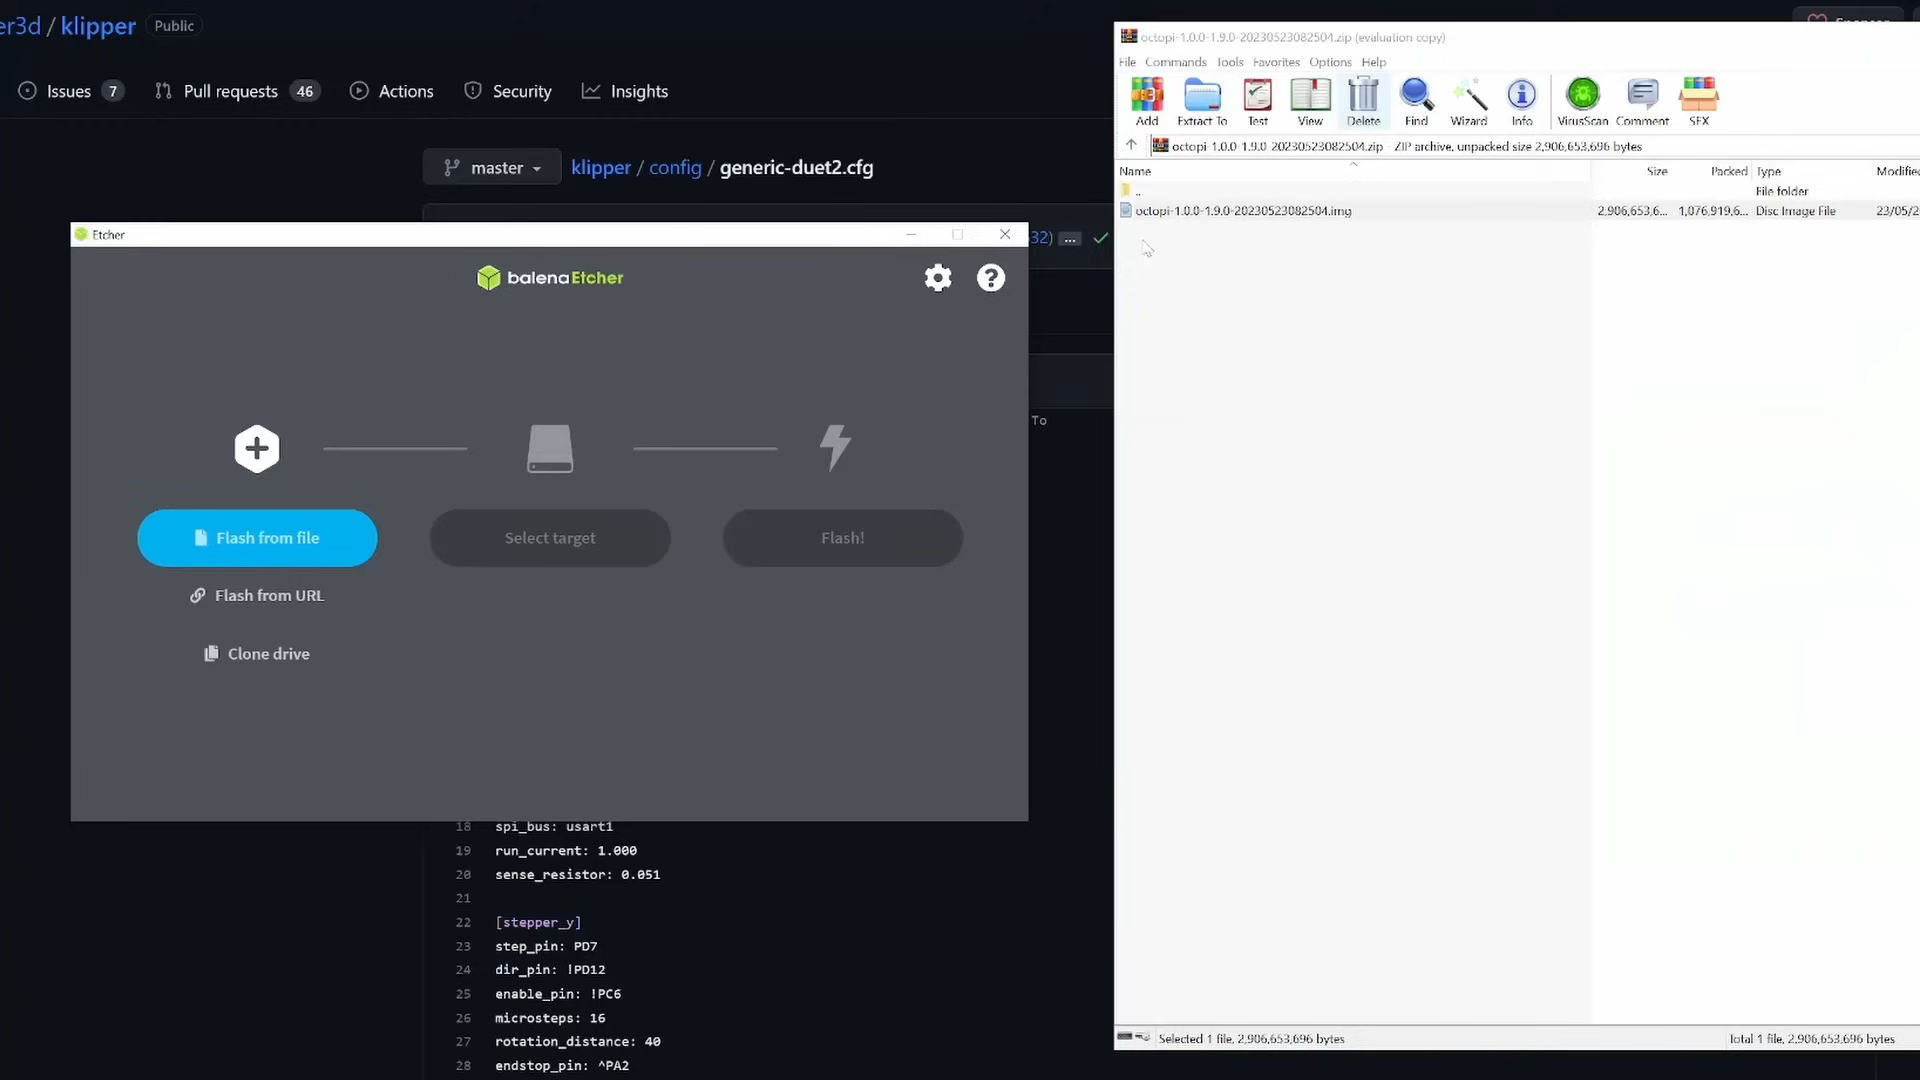 er3d / klipper Public
Issues 7 Pull requests 46 Actions Security Insights
master klipper / config / generic-duet2.cfg
32) ... 
To
Etcher
balenaEtcher
Flash from file Select target Flash!
Flash from URL
Clone drive
18 spi_bus: usart1
19 run_current: 1.000
20 sense_resistor: 0.051
21
22 [stepper_y]
23 step_pin: PD7
24 dir_pin: !PD12
25 enable_pin: !PC6
26 microsteps: 16
27 rotation_distance: 40
28 endstop_pin: ^PA2
octopi-1.0.0-1.9.0-20230523082504.zip (evaluation copy)
File Commands Tools Favorites Options Help
Add Extract To Test View Delete Find Wizard Info VirusScan Comment SFX
octopi-1.0.0-1.9.0-20230523082504.zip - ZIP archive, unpacked size 2,906,653,696 bytes
Name Size Packed Type Modified
.. File folder
octopi-1.0.0-1.9.0-20230523082504.img 2,906,653,6... 1,076,919,6... Disc Image File 23/05/2
Selected 1 file, 2,906,653,696 bytes Total 1 file, 2,906,653,696 bytes